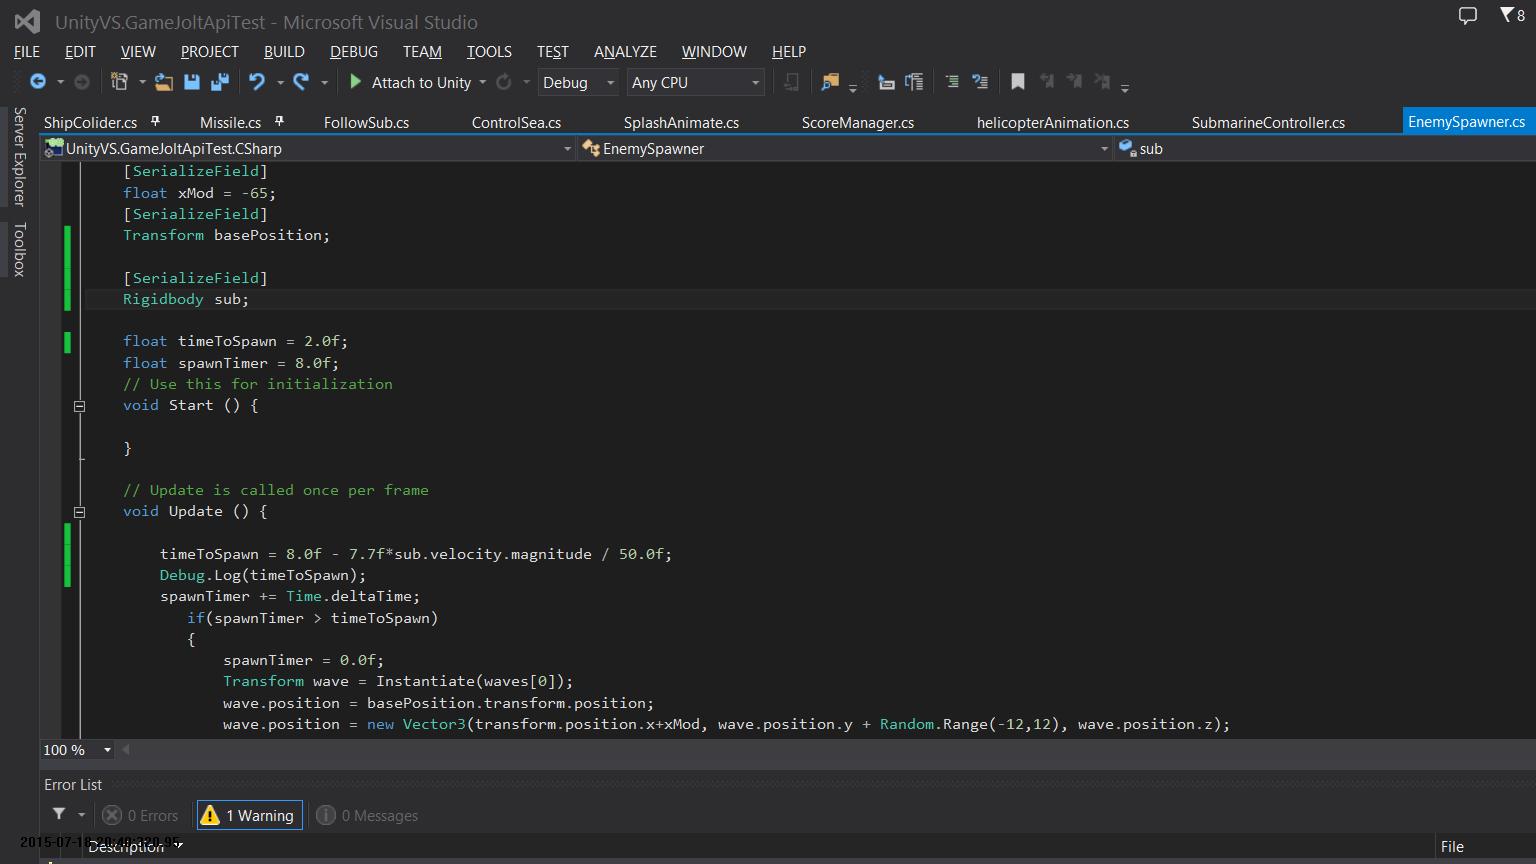 UnityVS.GameJoltApiTest - Microsoft Visual Studio
8
FILE EDIT VIEW PROJECT BUILD DEBUG TEAM TOOLS TEST ANALYZE WINDOW HELP
Attach to Unity Debug Any CPU
Server Explorer
Toolbox
ShipColider.cs Missile.cs FollowSub.cs ControlSea.cs SplashAnimate.cs ScoreManager.cs helicopterAnimation.cs SubmarineController.cs EnemySpawner.cs
UnityVS.GameJoltApiTest.CSharp EnemySpawner sub
[SerializeField]
float xMod = -65;
[SerializeField]
Transform basePosition;
[SerializeField]
Rigidbody sub;
float timeToSpawn = 2.0f;
float spawnTimer = 8.0f;
// Use this for initialization
void Start () {
}
// Update is called once per frame
void Update () {
timeToSpawn = 8.0f - 7.7f*sub.velocity.magnitude / 50.0f;
Debug.Log(timeToSpawn);
spawnTimer += Time.deltaTime;
if(spawnTimer > timeToSpawn)
{
spawnTimer = 0.0f;
Transform wave = Instantiate(waves[0]);
wave.position = basePosition.transform.position;
wave.position = new Vector3(transform.position.x+xMod, wave.position.y + Random.Range(-12,12), wave.position.z);
100 %
Error List
0 Errors 1 Warning 0 Messages
Description File